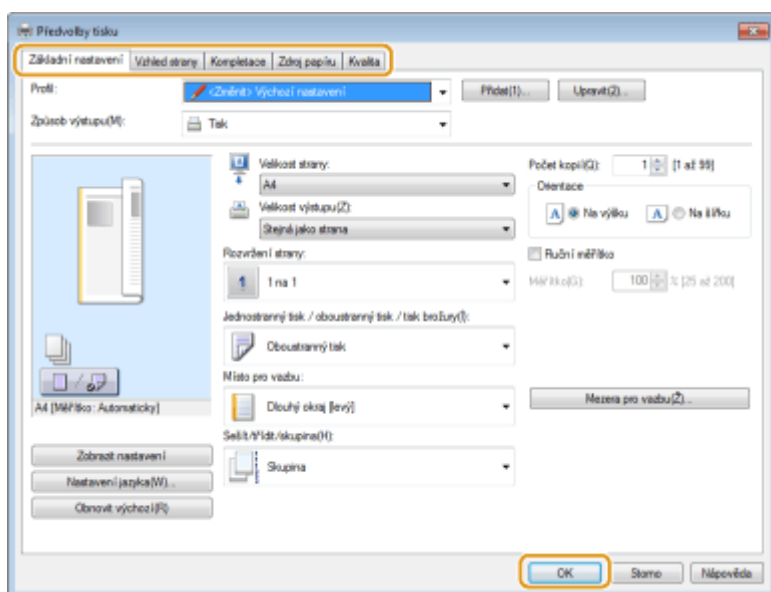 Předvolby tisku
Základní nastavení Vzhled strany Kompletace Zdroj papíru Kvalita
Profil: <Změnit> Výchozí nastavení Přidat(1)... Upravit(2)...
Způsob výstupu(M): Tisk
Velikost strany:
A4
Velikost výstupu(Z):
Stejná jako strana
Rozvržení strany:
1 na 1
Jednostranný tisk / oboustranný tisk / tisk brožury(I):
Oboustranný tisk
Místo pro vazbu:
Dlouhý okraj [levý]
Sešít/třídit/skupina(H):
Skupina
Počet kopií(Q): 1 [1 až 99]
Orientace
A Na výšku A Na šířku
Ruční měřítko
Měřítko(G): 100 % [25 až 200]
Mezera pro vazbu(Ž)...
A4 [Měřítko: Automaticky]
Zobrazit nastavení
Nastavení jazyka(W)...
Obnovit výchozí(R)
OK Storno Nápověda